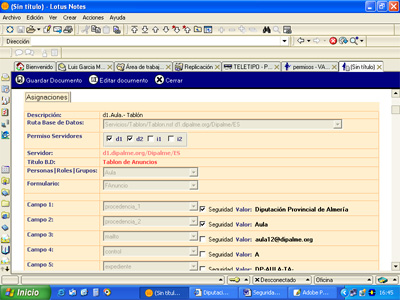 (Sin título) - Lotus Notes
Archivo Edición Ver Crear Acciones Ayuda
Dirección
Bienvenido Luis Garcia M Área de trabaj Replicación TELETIPO - P permisos - VA (Sin título)
Guardar Documento Editar documento Cerrar
Asignaciones
Descripción: d1.Aula.- Tablón
Ruta Base de Datos: Servicios/Tablon/Tablon.nsf d1.dipalme.org/Dipalme/ES
Permiso Servidores d1 d2 i1 i2
Servidor: d1.dipalme.org/Dipalme/ES
Título B.D: Tablon de Anuncios
Personas|Roles|Grupos: Aula
Formulario: FAnuncio
Campo 1: procedencia_1 Seguridad Valor: Diputación Provincial de Almería
Campo 2: procedencia_2 Seguridad Valor: Aula
Campo 3: mailto Seguridad Valor: aula12@dipalme.org
Campo 4: control Seguridad Valor: A
Campo 5: expediente Seguridad Valor: DP-AULA-TA-
Desconectado Oficina
Inicio (Sin títul... Diputaci... Segurida... Adobe P... 16:45